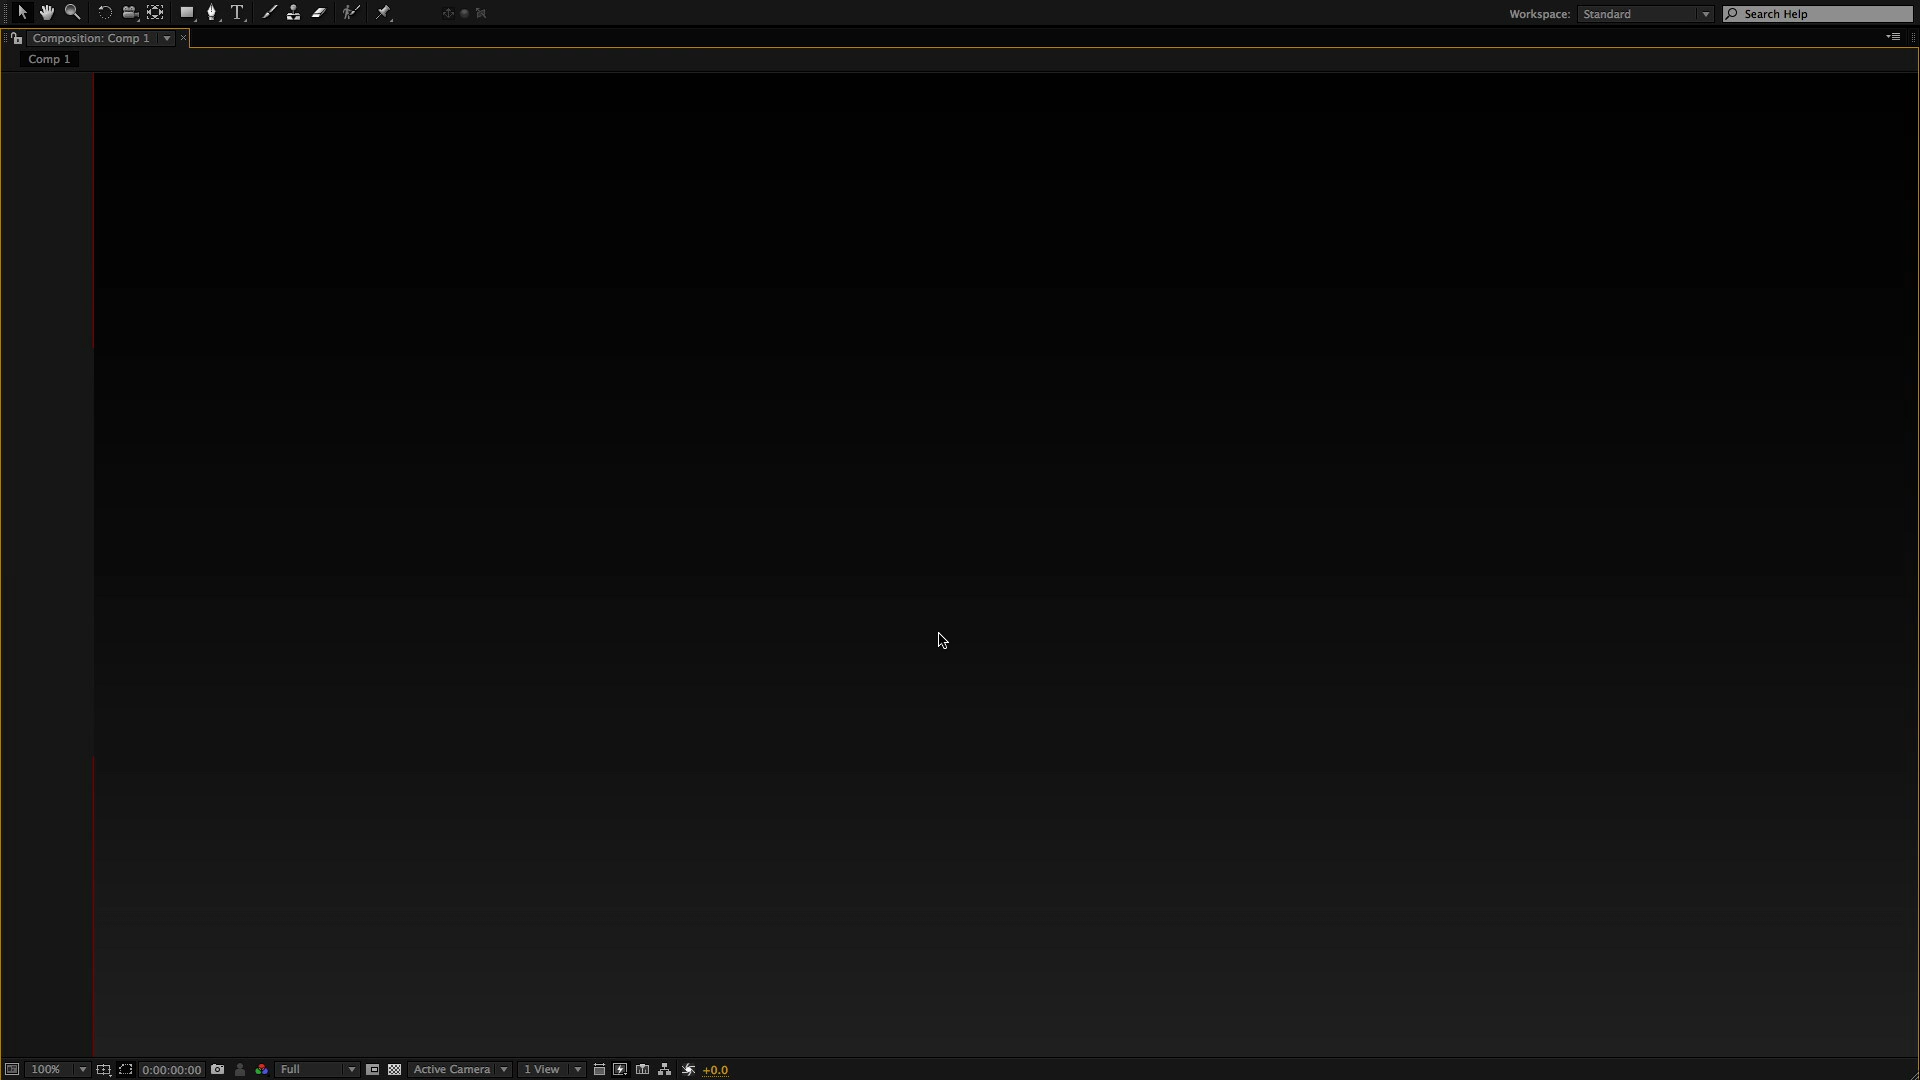 Workspace: Standard Search Help
Composition: Comp 1
Comp 1
100% 0:00:00:00 Full Active Camera 1 View +0.0